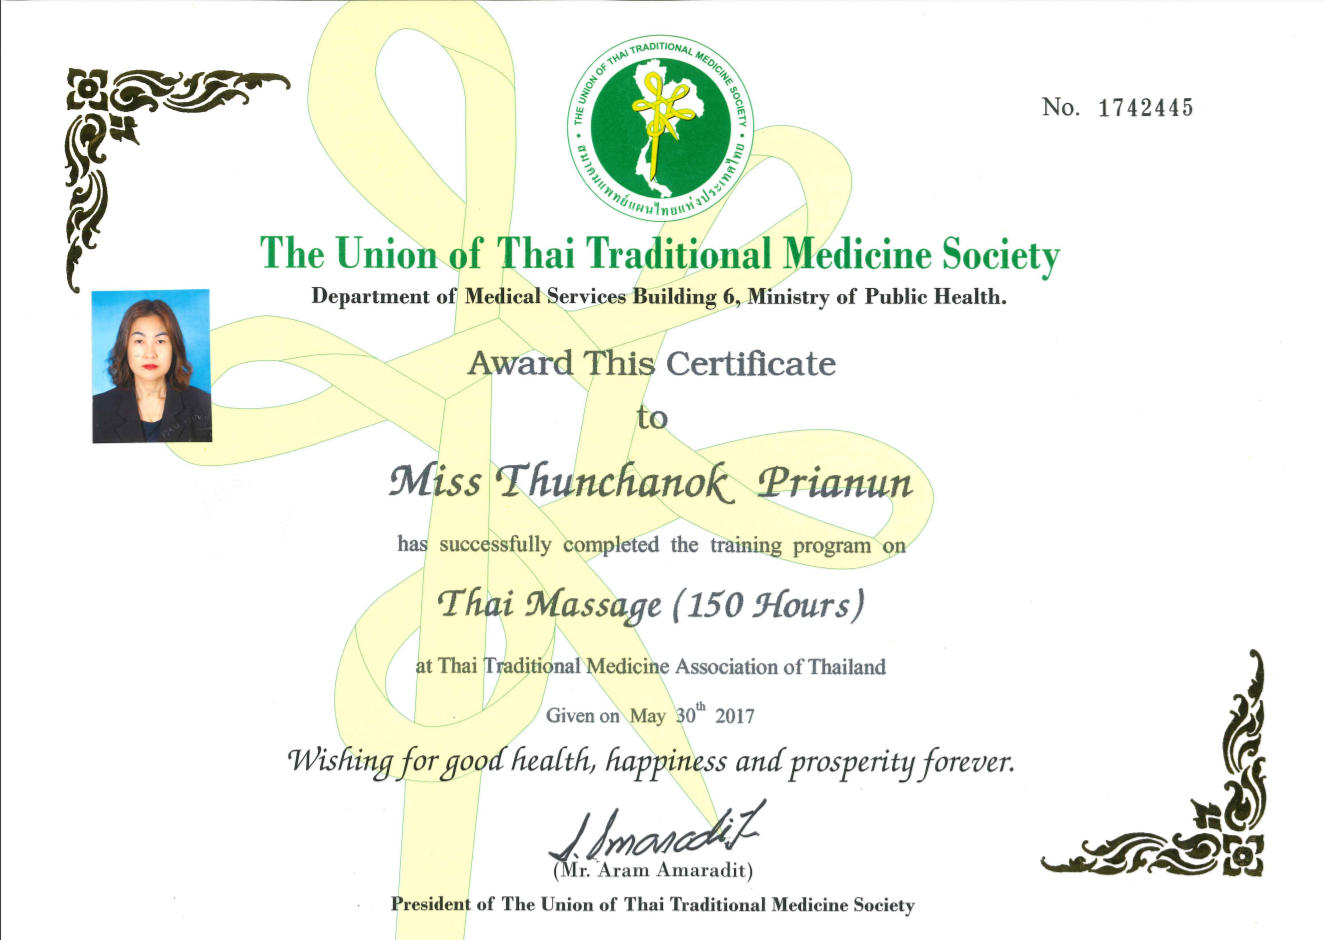 THE UNION OF THAI TRADITIONAL MEDICINE SOCIETY
สมาคมแพทย์แผนไทยแห่งประเทศไทย
No. 1742445
The Union of Thai Traditional Medicine Society
Department of Medical Services Building 6, Ministry of Public Health.
Award This Certificate
to
Miss Thunchanok Prianun
has successfully completed the training program on
Thai Massage (150 Hours)
at Thai Traditional Medicine Association of Thailand
Given on May 30th 2017
Wishing for good health, happiness and prosperity forever.
(Mr. Aram Amaradit)
President of The Union of Thai Traditional Medicine Society